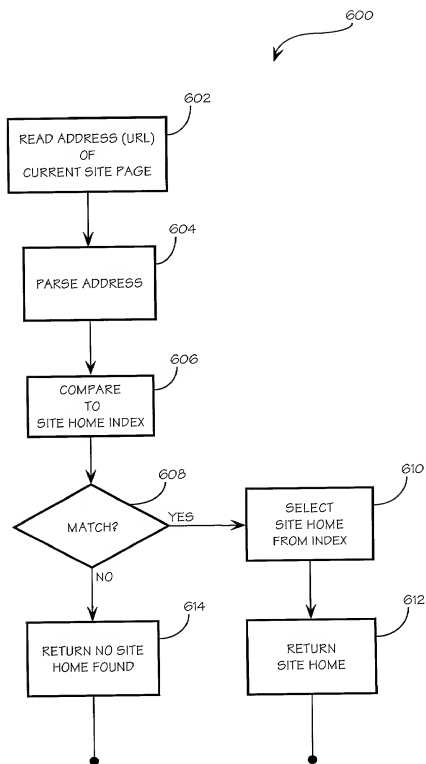 600
602
READ ADDRESS (URL)
OF
CURRENT SITE PAGE
604
PARSE ADDRESS
606
COMPARE
TO
SITE HOME INDEX
608
MATCH?
YES
NO
610
SELECT
SITE HOME
FROM INDEX
614
RETURN NO SITE
HOME FOUND
612
RETURN
SITE HOME